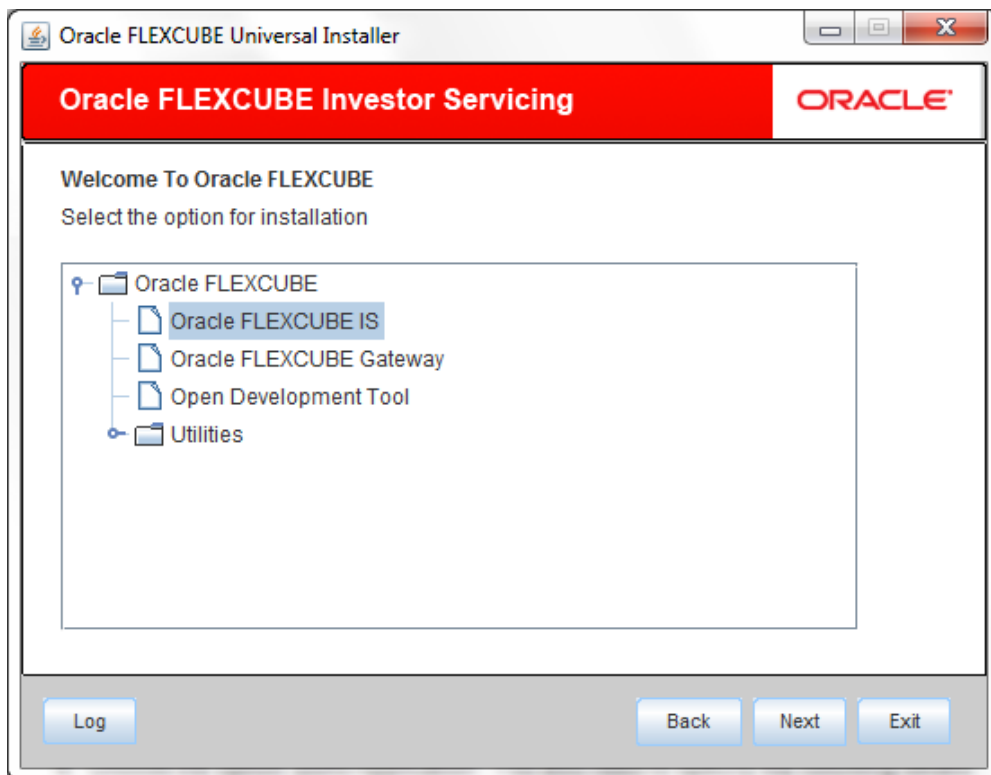 Oracle FLEXCUBE Universal Installer
Oracle FLEXCUBE Investor Servicing
ORACLE
Welcome To Oracle FLEXCUBE
Select the option for installation
Oracle FLEXCUBE
Oracle FLEXCUBE IS
Oracle FLEXCUBE Gateway
Open Development Tool
Utilities
Log Back Next Exit